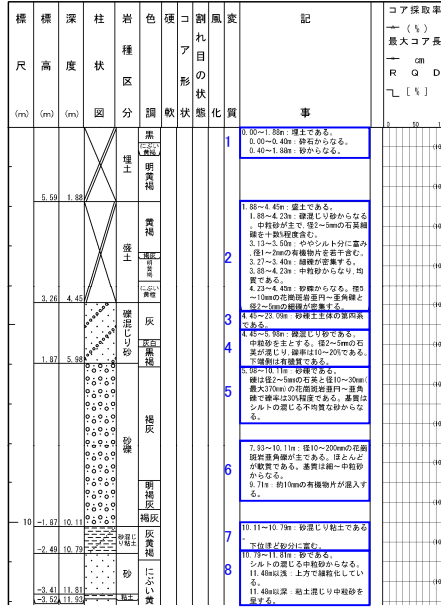 標尺 (m)
標高 (m)
深度 (m)
柱状図
岩種区分
色調
硬軟
コア形状
割れ目の状態
風化
変質
記事
コア採取率
(%)
最大コア長
cm
R Q D
[%]
0 50
黒
にぶい黄褐
明黄褐
埋土
5.59 1.88
1
0.00～1.88m：埋土である。
0.00～0.40m：砕石からなる。
0.40～1.88m：砂からなる。
黄褐
褐灰
明黄褐
にぶい黄橙
盛土
3.26 4.45
2
1.88～4.45m：盛土である。
1.88～4.23m：礫混じり砂からなる
。中粒砂が主で、径2～5mmの石英細
礫を十数%程度含む。
3.13～3.50m：ややシルト分に富み
、径1～2mmの有機物片を若干含む。
3.27～3.40m：細礫が密集する。
3.88～4.23m：中粒砂からなり、均
質である。
4.23～4.45m：砂礫からなる。径5
～10mmの花崗斑岩亜円～亜角礫と
径2～5mmの細礫が密集する。
3
4.45～23.09m：砂礫土主体の第四系
である。
礫混じり砂
灰
灰白
黒褐
1.87 5.98
4
4.45～5.98m：礫混じり砂である。
中粒砂を主とする。径2～5mmの石
英が混じり、礫率は10～20%である。
下端側は有機質である。
砂礫
褐灰
明黄褐灰
褐灰
5
5.98～10.11m：砂礫である。
礫は径2～5mmの石英と径10～30mm(
最大370mm)の花崗斑岩亜円～亜角
礫で礫率は30%程度である。基質は
シルトの混じる不均質な砂からな
る。
6
7.93～10.11m：径10～200mmの花崗
斑岩亜角礫が主である。ほとんど
が軟質である。基質は細～中粒砂
からなる。
9.71m：約10mmの有機物片が混入す
る。
10 -1.87 10.11
砂混じり粘土
灰黄褐
-2.49 10.79
7
10.11～10.79m：砂混じり粘土である
。
下位ほど砂分に富む。
砂
にぶい黄
-3.41 11.81
粘土
-3.52 11.93
8
10.79～11.81m：砂である。
シルトの混じる中粒砂からなる。
11.48m以浅：上方で細粒化してい
る。
11.48m以深：粘土混じり中粒砂を
呈する。